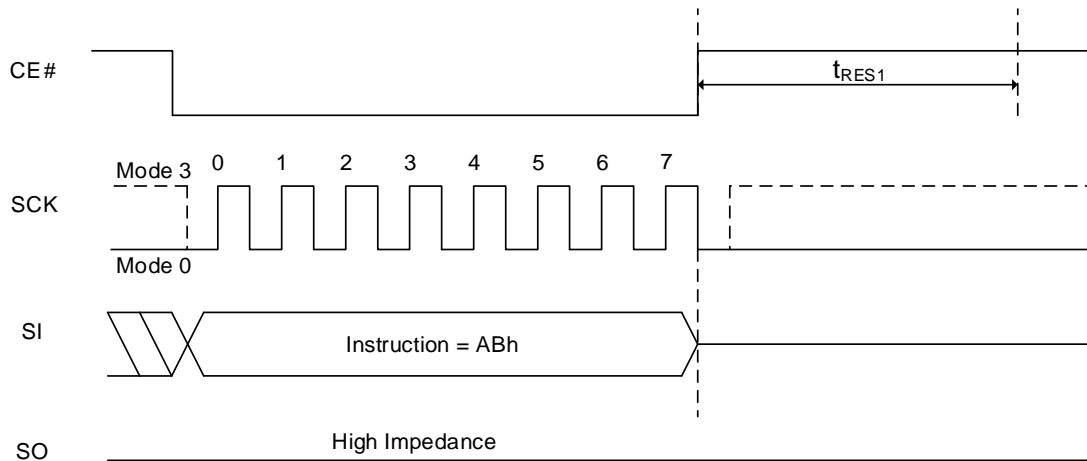 CE#
tRES1
Mode 3
0 1 2 3 4 5 6 7
SCK
Mode 0
SI
Instruction = ABh
High Impedance
SO